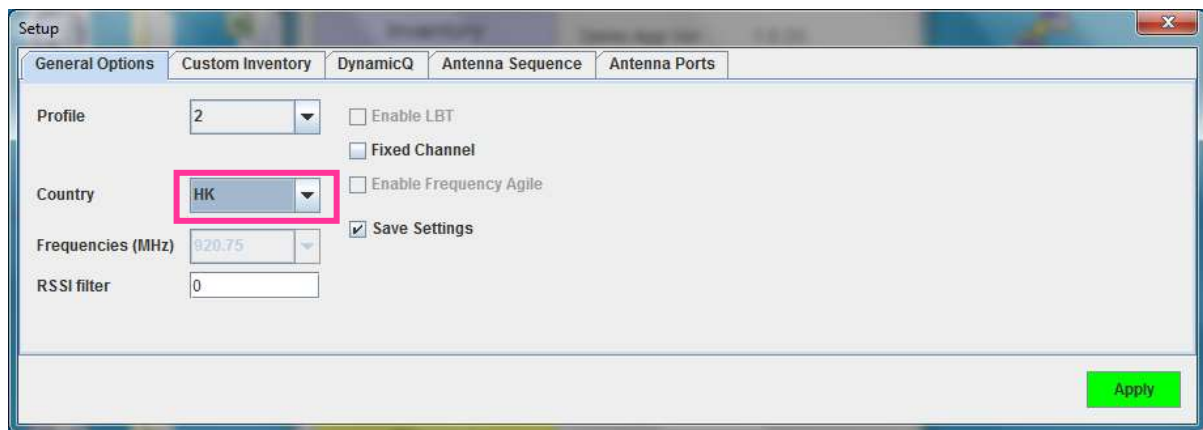 Setup
General Options Custom Inventory DynamicQ Antenna Sequence Antenna Ports
Profile 2 Enable LBT
Fixed Channel
Country HK Enable Frequency Agile
Save Settings
Frequencies (MHz) 920.75
RSSI filter 0
Apply